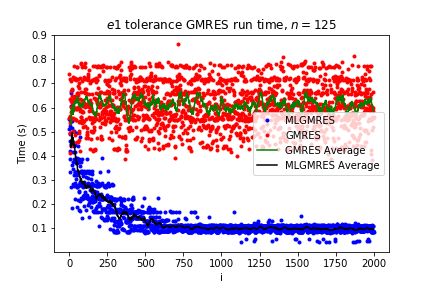 e1 tolerance GMRES run time, n = 125
0.9
0.8
0.7
0.6
0.5
0.4
0.3
0.2
0.1
Time (s)
MLGMRES
GMRES
GMRES Average
MLGMRES Average
0 250 500 750 1000 1250 1500 1750 2000
i